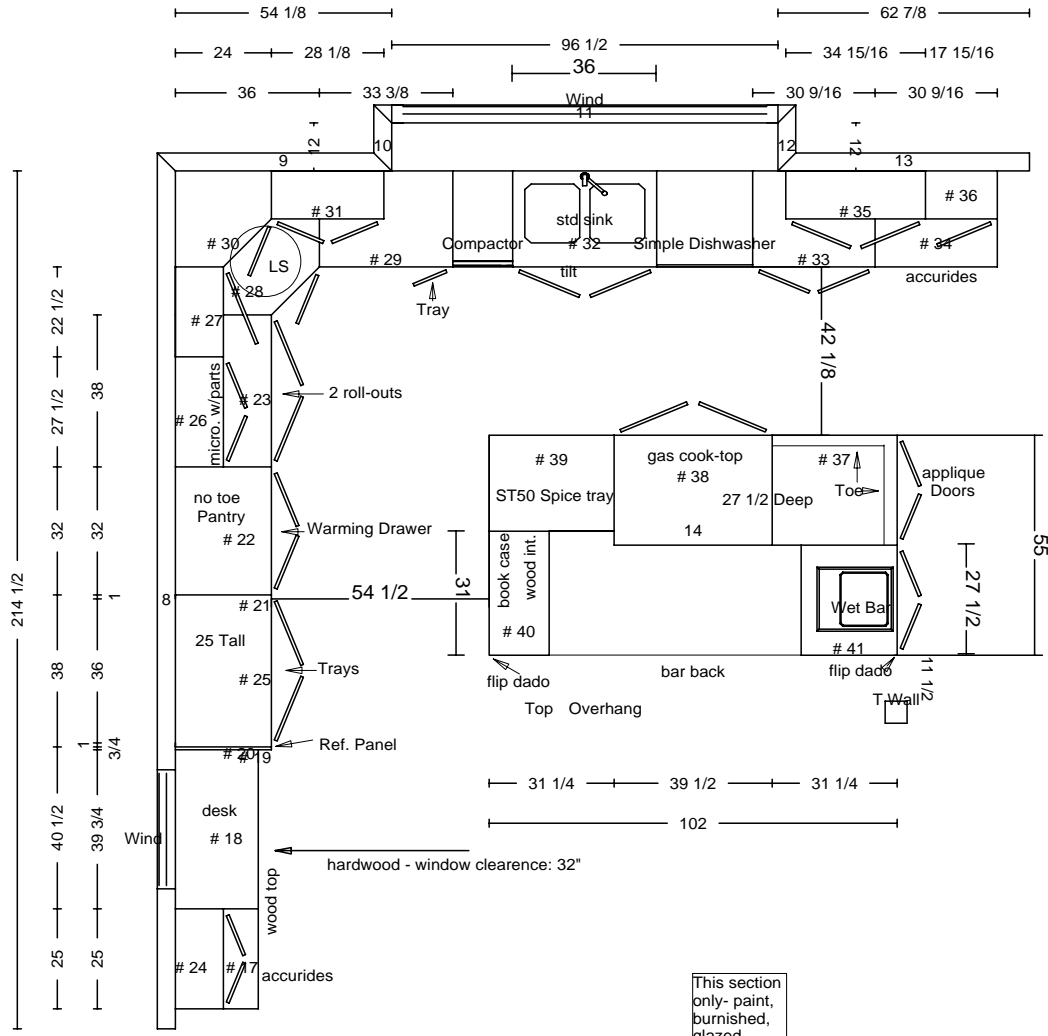 54 1/8
62 7/8
96 1/2
24
28 1/8
34 15/16
17 15/16
36
36
33 3/8
30 9/16
30 9/16
Wind
11
12
10
12
12
9
13
# 31
# 35
# 36
std sink
# 30
Compactor
# 32
Simple Dishwasher
# 34
LS
# 29
tilt
# 33
accurides
# 28
Tray
22 1/2
# 27
42 1/8
38
27 1/2
2 roll-outs
# 23
# 26
micro. w/parts
# 39
gas cook-top
# 38
# 37
applique
Doors
ST50 Spice tray
27 1/2 Deep
Toe
no toe
Pantry
# 22
Warming Drawer
14
32
32
book case
wood int.
31
55
27 1/2
54 1/2
1
8
# 21
Wet Bar
214 1/2
25 Tall
# 40
# 41
38
36
# 25
Trays
flip dado
bar back
flip dado
11 1/2
Top
Overhang
T Wall
1
3/4
# 20
# 19
Ref. Panel
31 1/4
39 1/2
31 1/4
desk
102
40 1/2
39 3/4
Wind
# 18
hardwood - window clearence: 32"
wood top
25
25
# 24
# 17
accurides
This section
only- paint,
burnished,
glazed